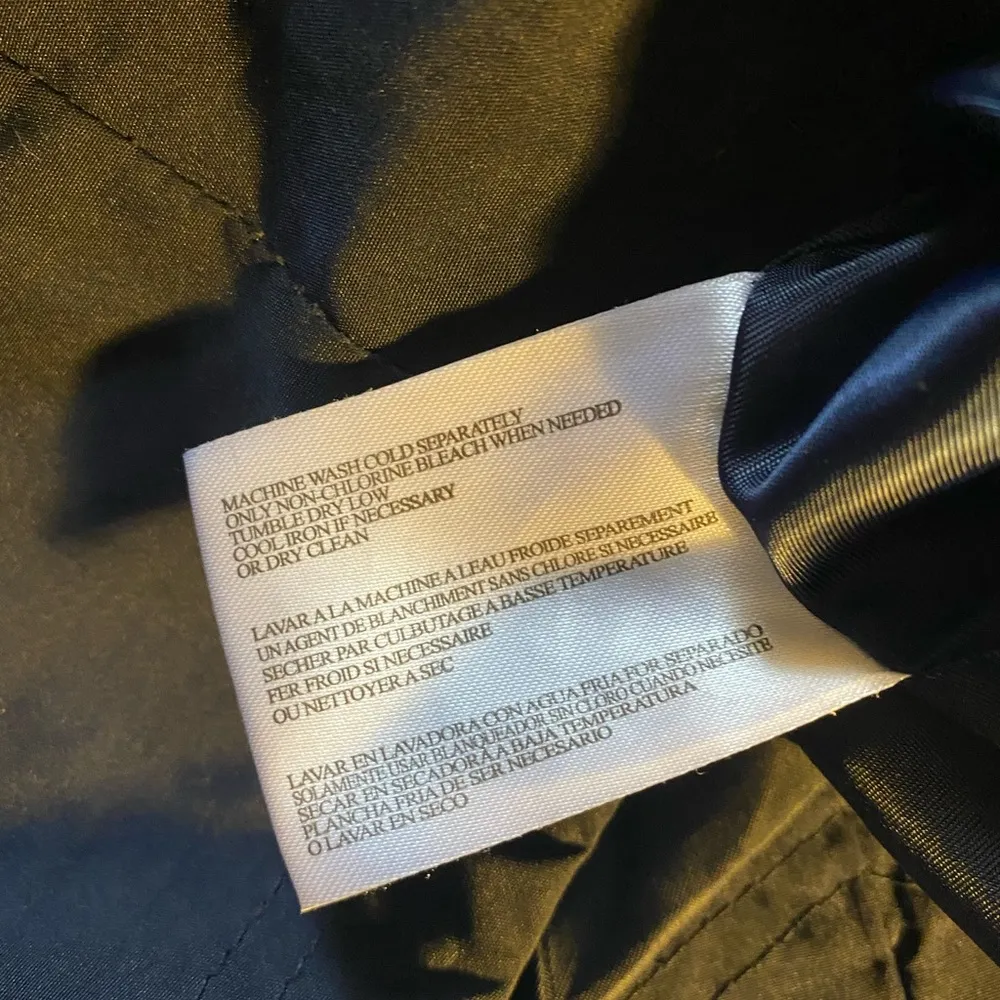 MACHINE WASH COLD SEPARATELY
ONLY NON-CHLORINE BLEACH WHEN NEEDED
TUMBLE DRY LOW
COOL IRON IF NECESSARY
OR DRY CLEAN
LAVAR A LA MACHINE A LEAU FROIDE SEPAREMENT
UN AGENT DE BLANCHIMENT SANS CHLORE SI NECESSAIRE
SECHER PAR CULBUTAGE A BASSE TEMPERATURE
FER FROID SI NECESSAIRE
OU NETTOYER A SEC
LAVAR EN LAVADORA CON AGUA FRIA FOR SEPARADO
SOLAMENTE USAR BLANQUEADOR SIN CLORO CUANDO NECESITE
SECAR EN SECADORA A BAJA TEMPERATURA
PLANCHA FRIA DE SER NECESARIO
O LAVAR EN SECO